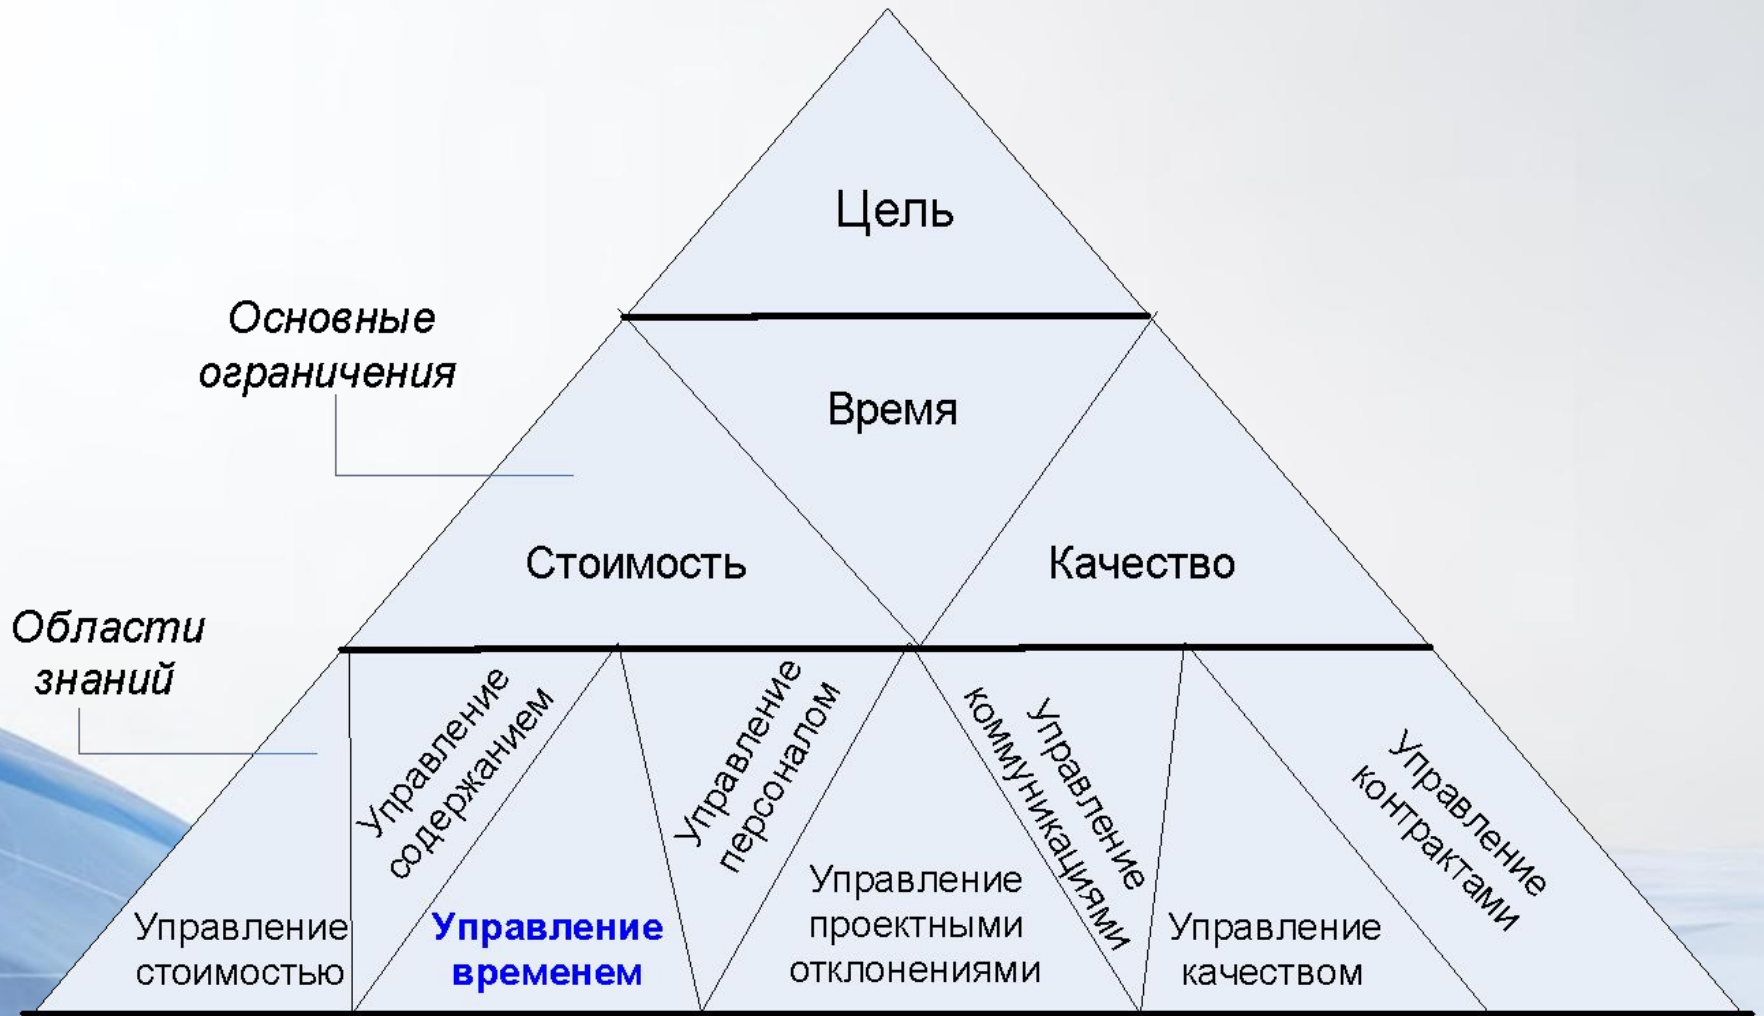 Цель
Основные
ограничения
Время
Стоимость
Качество
Области
знаний
Управление
стоимостью
Управление
содержанием
Управление
временем
Управление
персоналом
Управление
проектными
отклонениями
Управление
коммуникациями
Управление
качеством
Управление
контрактами